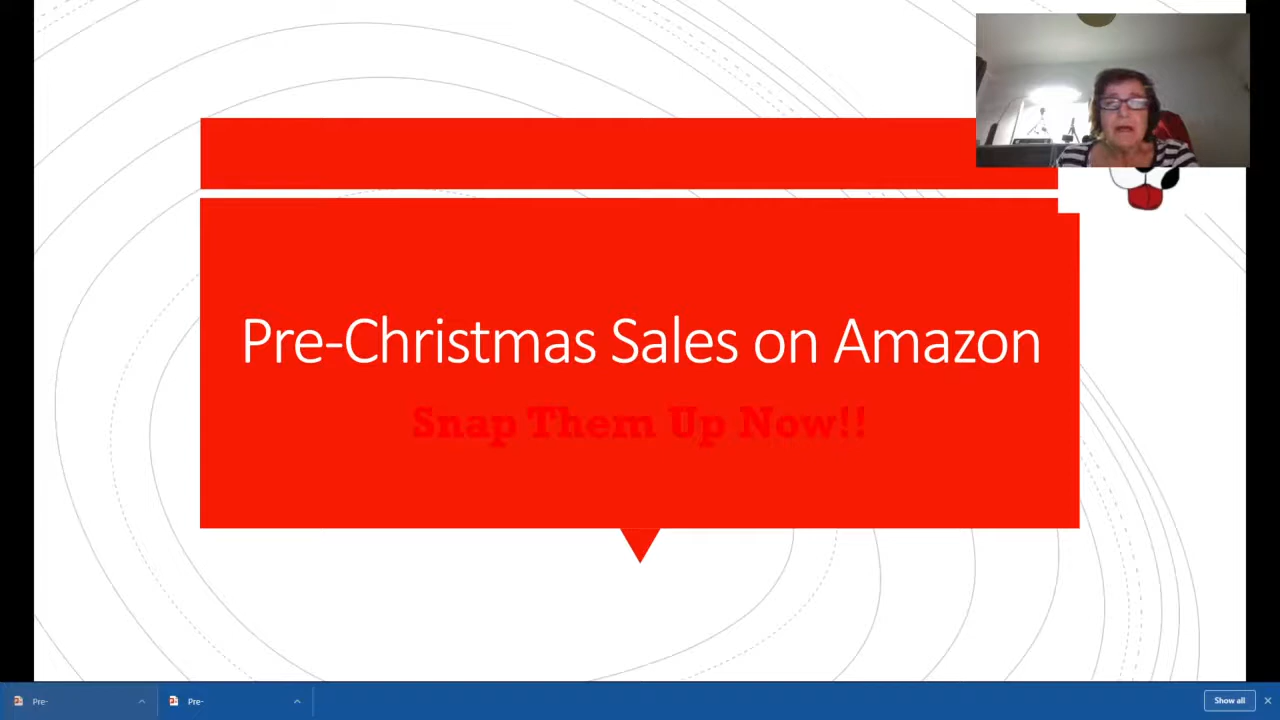 Pre-Christmas Sales on Amazon
Snap Them Up Now!!
Pre-
Pre-
Show all